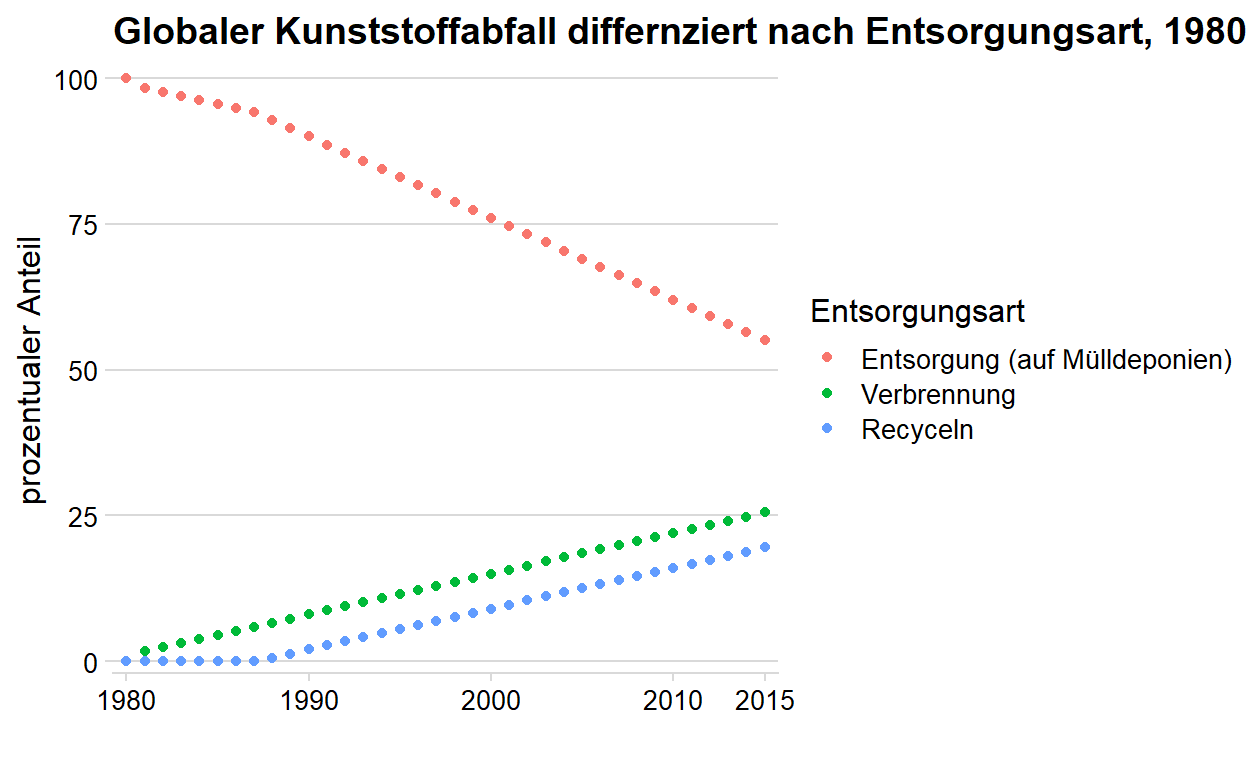 Globaler Kunststoffabfall differnziert nach Entsorgungsart, 1980
100
75
50
25
0
prozentualer Anteil
1980 1990 2000 2010 2015
Entsorgungsart
Entsorgung (auf Mülldeponien)
Verbrennung
Recyceln